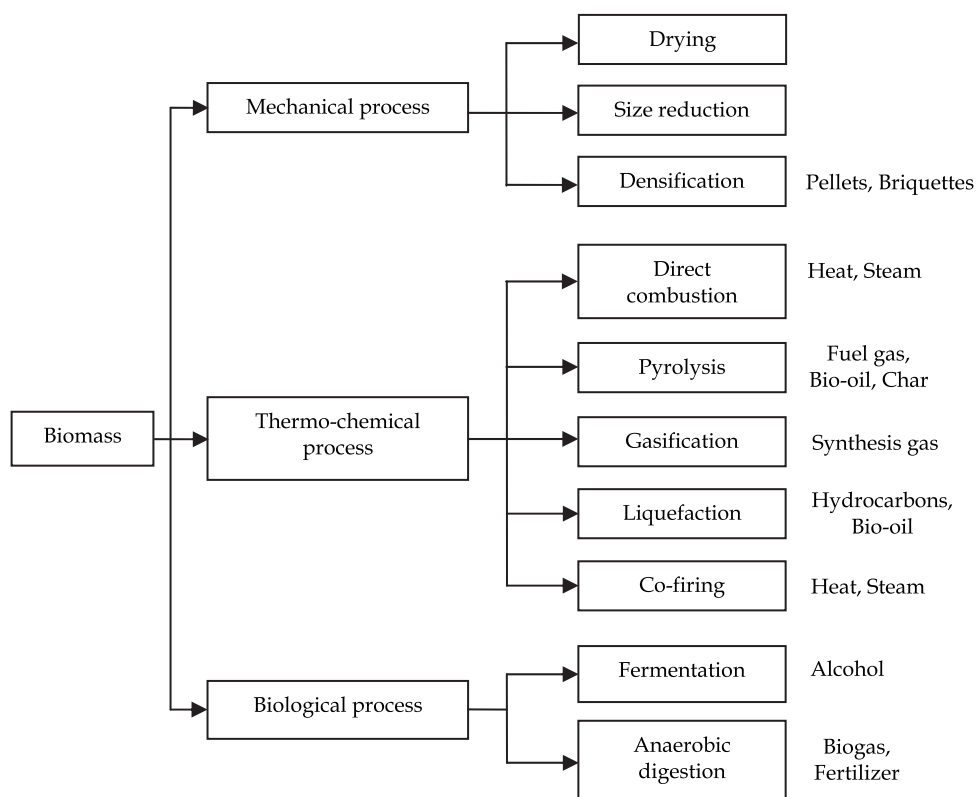 Drying
Mechanical process
Size reduction
Densification
Pellets, Briquettes
Direct
combustion
Heat, Steam
Pyrolysis
Fuel gas,
Bio-oil, Char
Biomass
Thermo-chemical
process
Gasification
Synthesis gas
Liquefaction
Hydrocarbons,
Bio-oil
Co-firing
Heat, Steam
Biological process
Fermentation
Alcohol
Anaerobic
digestion
Biogas,
Fertilizer